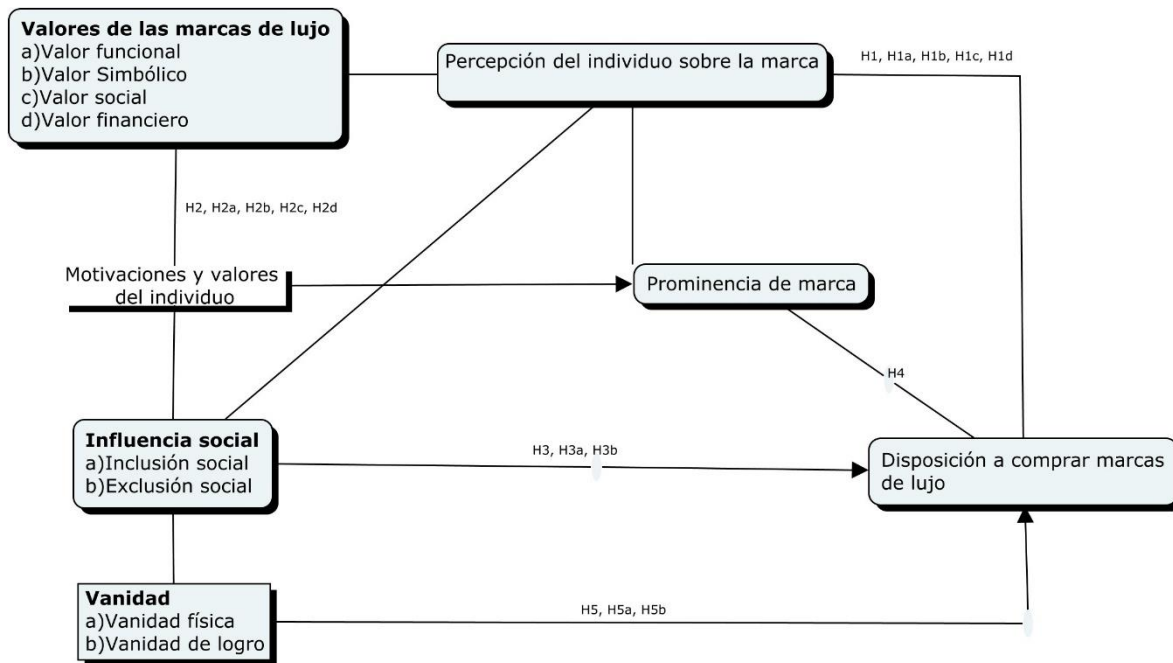 Valores de las marcas de lujo
a)Valor funcional
b)Valor Simbólico
c)Valor social
d)Valor financiero
Percepción del individuo sobre la marca
H1, H1a, H1b, H1c, H1d
H2, H2a, H2b, H2c, H2d
Motivaciones y valores
del individuo
Prominencia de marca
H4
Influencia social
a)Inclusión social
b)Exclusión social
H3, H3a, H3b
Disposición a comprar marcas
de lujo
Vanidad
a)Vanidad física
b)Vanidad de logro
H5, H5a, H5b